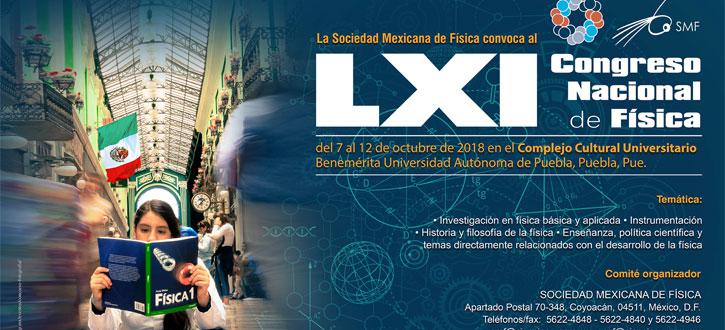 SMF
La Sociedad Mexicana de Física convoca al
LXI
Congreso
Nacional
de Física
del 7 al 12 de octubre de 2018 en el Complejo Cultural Universitario
Benemérita Universidad Autónoma de Puebla, Puebla, Pue.
Temática:
• Investigación en física básica y aplicada • Instrumentación
• Historia y filosofía de la física • Enseñanza, política científica y
temas directamente relacionados con el desarrollo de la física
Comité organizador
SOCIEDAD MEXICANA DE FÍSICA
Apartado Postal 70-348, Coyoacán, 04511, México, D.F.
Teléfonos/fax: 5622-4848 - 5622-4840 y 5622-4946
FÍSICA 1